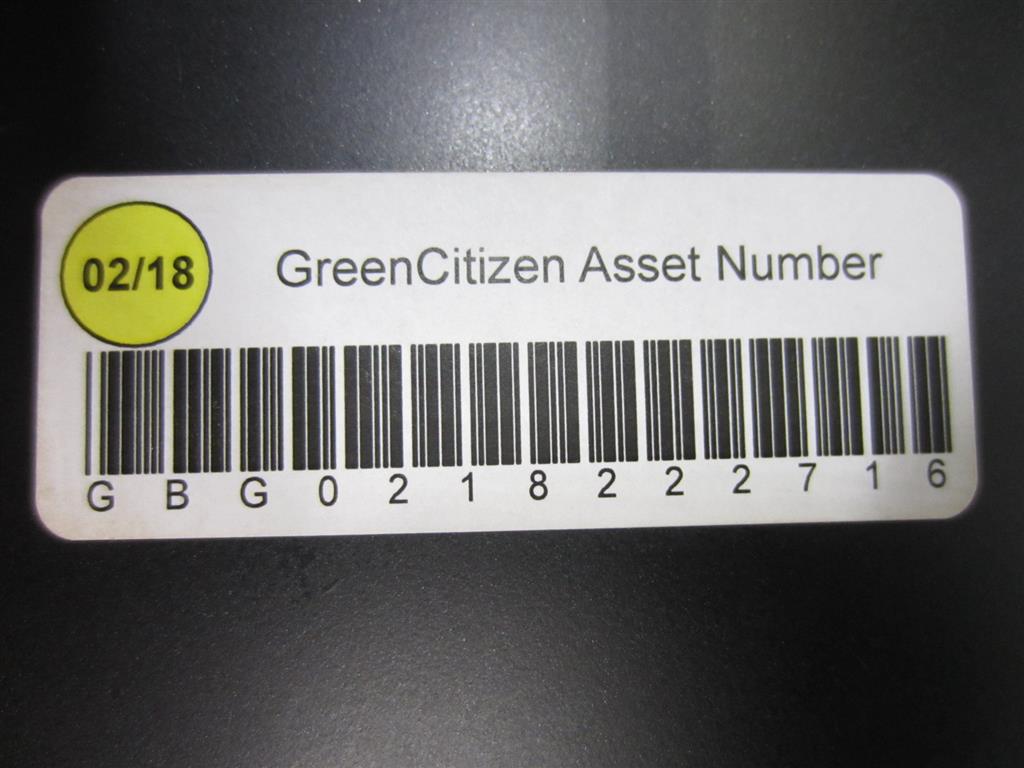 02/18
GreenCitizen Asset Number
GBG0218222716